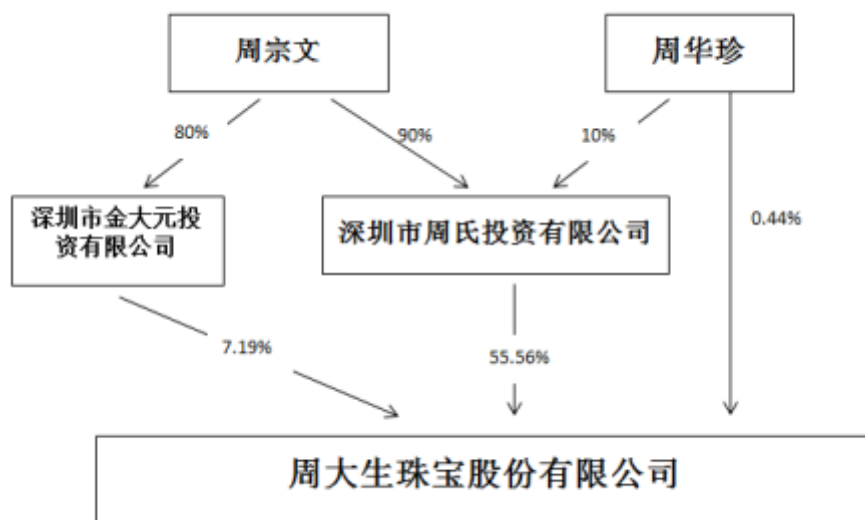 周宗文
周华珍
80%
90%
10%
深圳市金大元投
资有限公司
深圳市周氏投资有限公司
0.44%
7.19%
55.56%
周大生珠宝股份有限公司